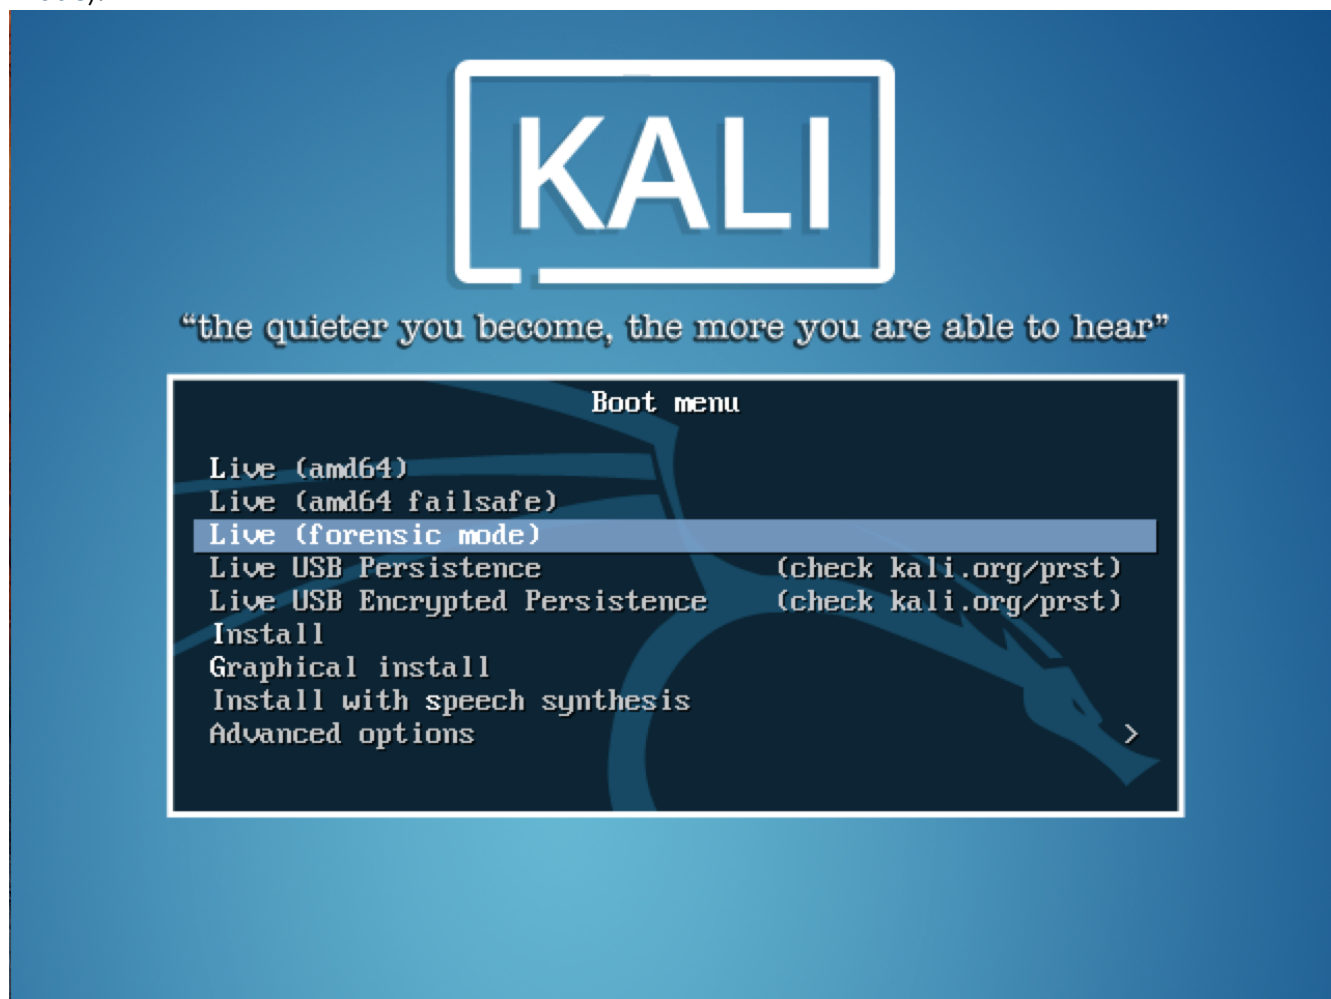 KALI
“the quieter you become, the more you are able to hear”
Boot menu
Live (amd64)
Live (amd64 failsafe)
Live (forensic mode)
Live USB Persistence (check kali.org/prst)
Live USB Encrypted Persistence (check kali.org/prst)
Install
Graphical install
Install with speech synthesis
Advanced options >